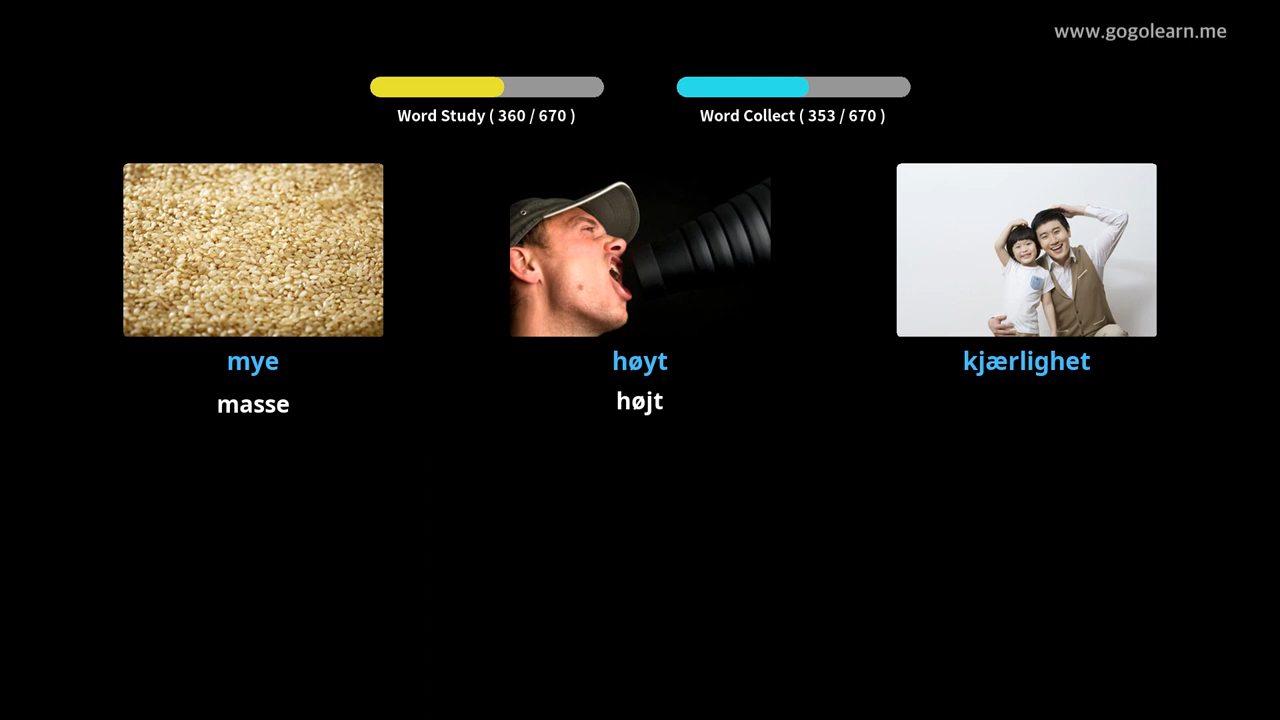 www.gogolearn.me
Word Study ( 360 / 670 )
Word Collect ( 353 / 670 )
mye
høyt
kjærlighet
masse
højt